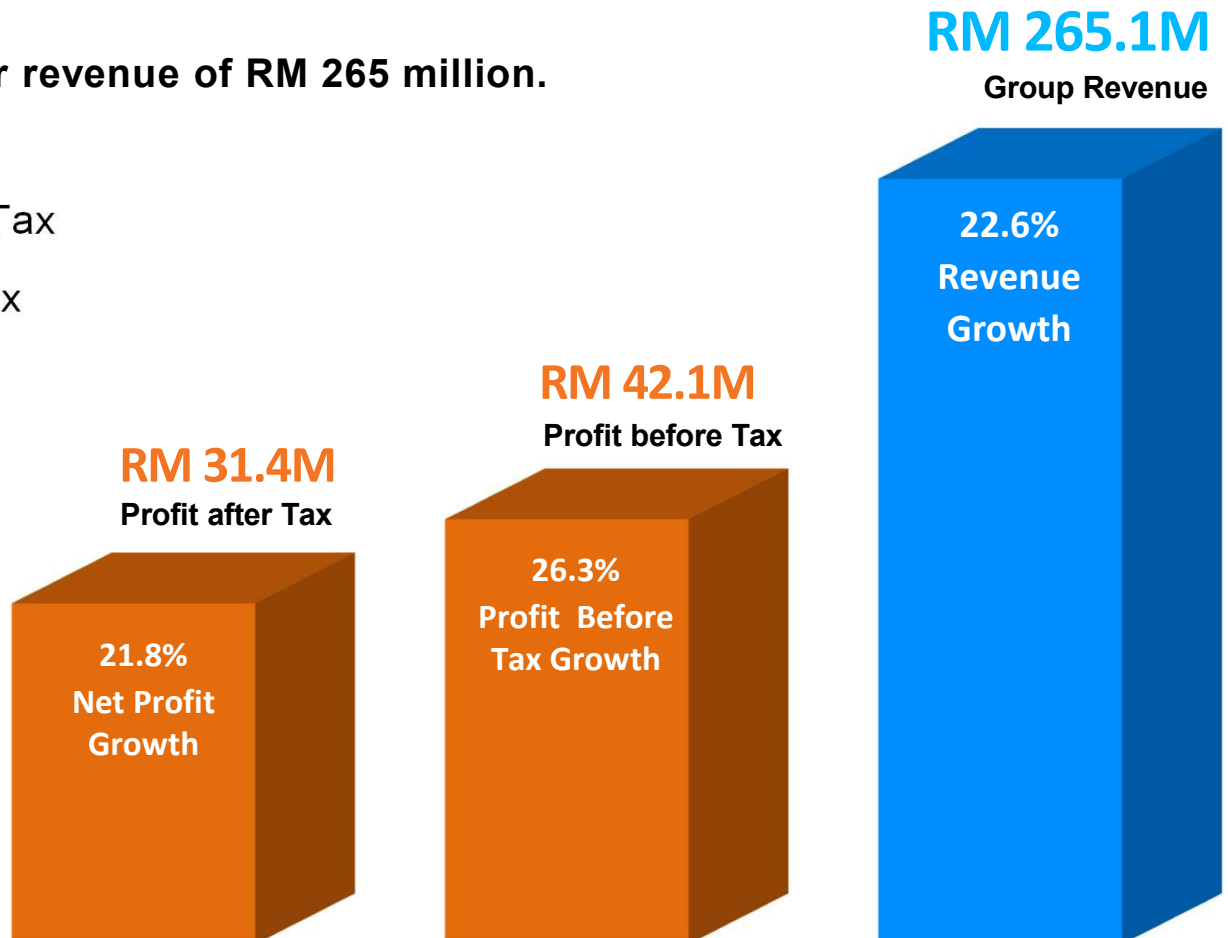 RM 265.1M
Group Revenue
r revenue of RM 265 million.
Tax
x
22.6%
Revenue
Growth
RM 42.1M
Profit before Tax
26.3%
Profit Before
Tax Growth
RM 31.4M
Profit after Tax
21.8%
Net Profit
Growth